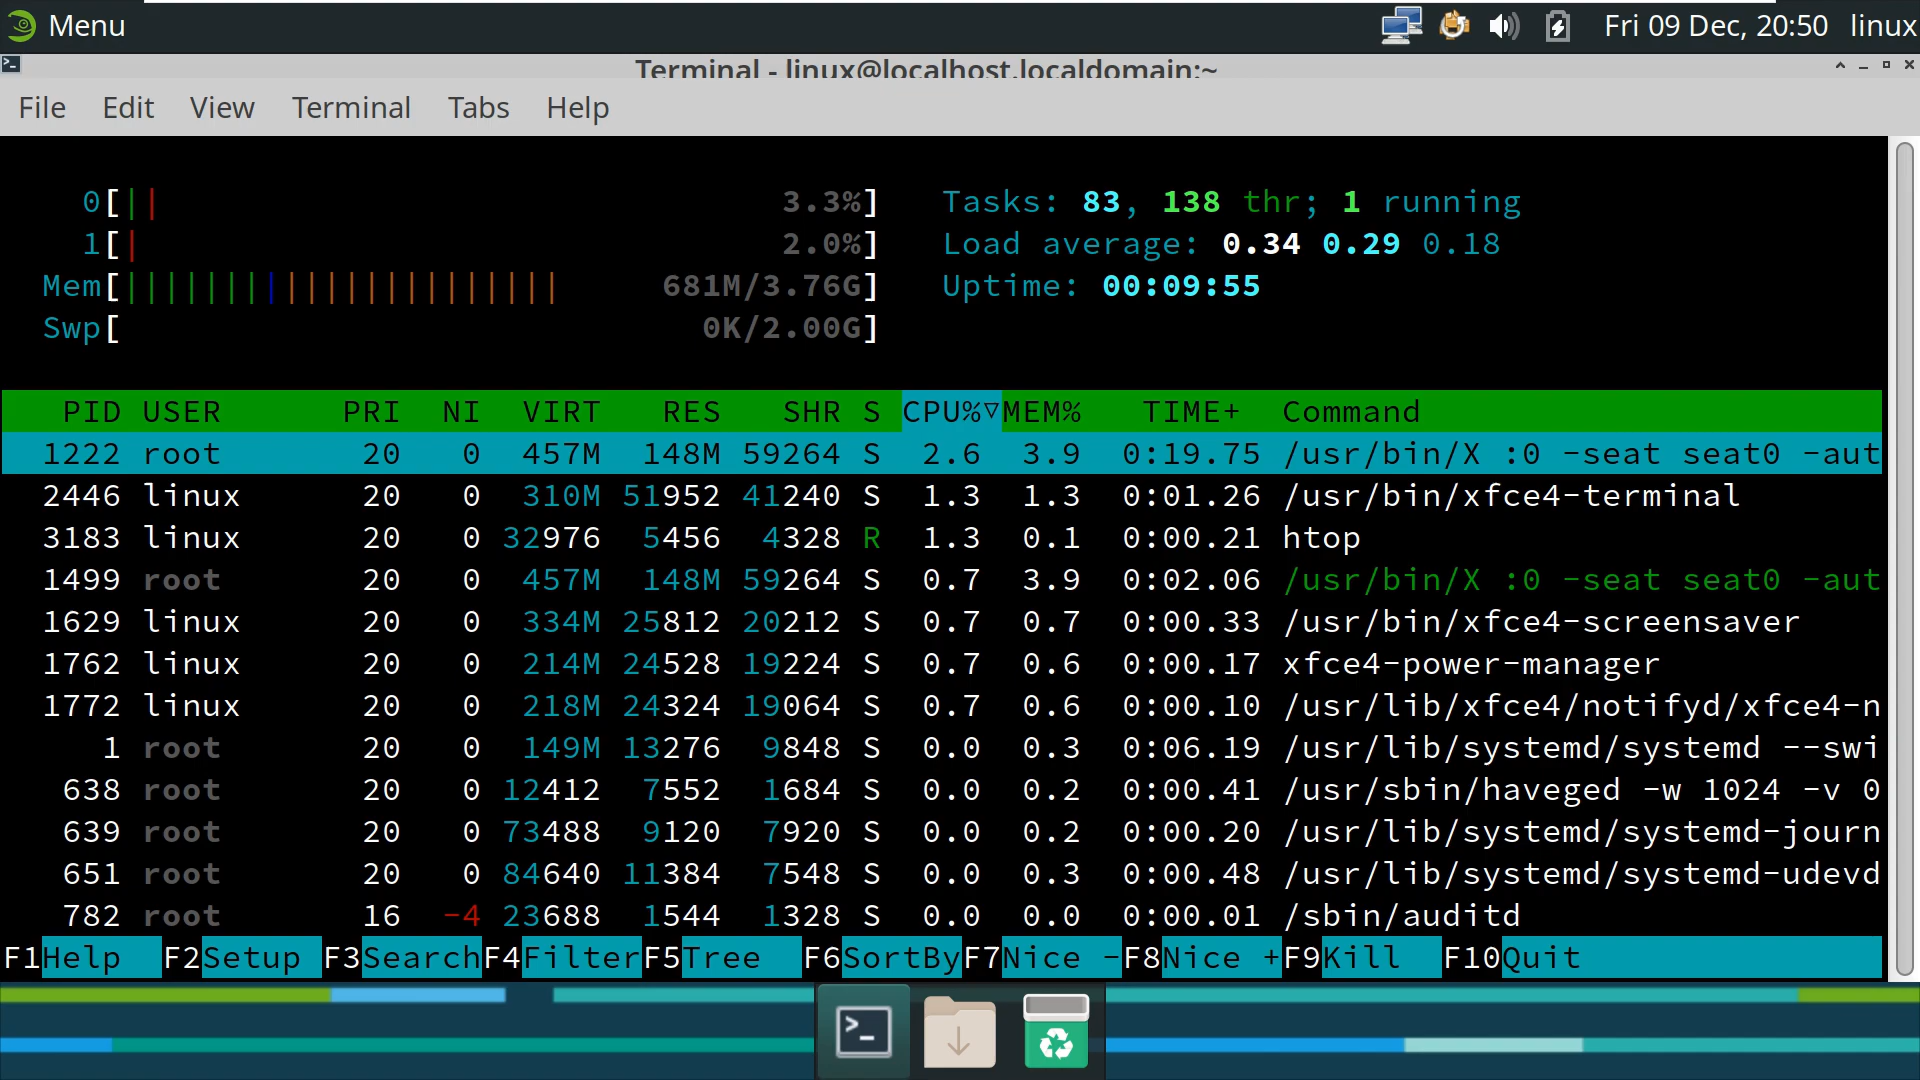 Menu
Fri 09 Dec, 20:50 linux
Terminal - linux@localhost.localdomain:~
File Edit View Terminal Tabs Help
0[|| 3.3%] Tasks: 83, 138 thr; 1 running
1[| 2.0%] Load average: 0.34 0.29 0.18
Mem[|||||||||||||||||||||| 681M/3.76G] Uptime: 00:09:55
Swp[ 0K/2.00G]
PID USER PRI NI VIRT RES SHR S CPU%▽MEM% TIME+ Command
1222 root 20 0 457M 148M 59264 S 2.6 3.9 0:19.75 /usr/bin/X :0 -seat seat0 -aut
2446 linux 20 0 310M 51952 41240 S 1.3 1.3 0:01.26 /usr/bin/xfce4-terminal
3183 linux 20 0 32976 5456 4328 R 1.3 0.1 0:00.21 htop
1499 root 20 0 457M 148M 59264 S 0.7 3.9 0:02.06 /usr/bin/X :0 -seat seat0 -aut
1629 linux 20 0 334M 25812 20212 S 0.7 0.7 0:00.33 /usr/bin/xfce4-screensaver
1762 linux 20 0 214M 24528 19224 S 0.7 0.6 0:00.17 xfce4-power-manager
1772 linux 20 0 218M 24324 19064 S 0.7 0.6 0:00.10 /usr/lib/xfce4/notifyd/xfce4-n
1 root 20 0 149M 13276 9848 S 0.0 0.3 0:06.19 /usr/lib/systemd/systemd --swi
638 root 20 0 12412 7552 1684 S 0.0 0.2 0:00.41 /usr/sbin/haveged -w 1024 -v 0
639 root 20 0 73488 9120 7920 S 0.0 0.2 0:00.20 /usr/lib/systemd/systemd-journ
651 root 20 0 84640 11384 7548 S 0.0 0.3 0:00.48 /usr/lib/systemd/systemd-udevd
782 root 16 -4 23688 1544 1328 S 0.0 0.0 0:00.01 /sbin/auditd
F1Help F2Setup F3SearchF4FilterF5Tree F6SortByF7Nice -F8Nice +F9Kill F10Quit